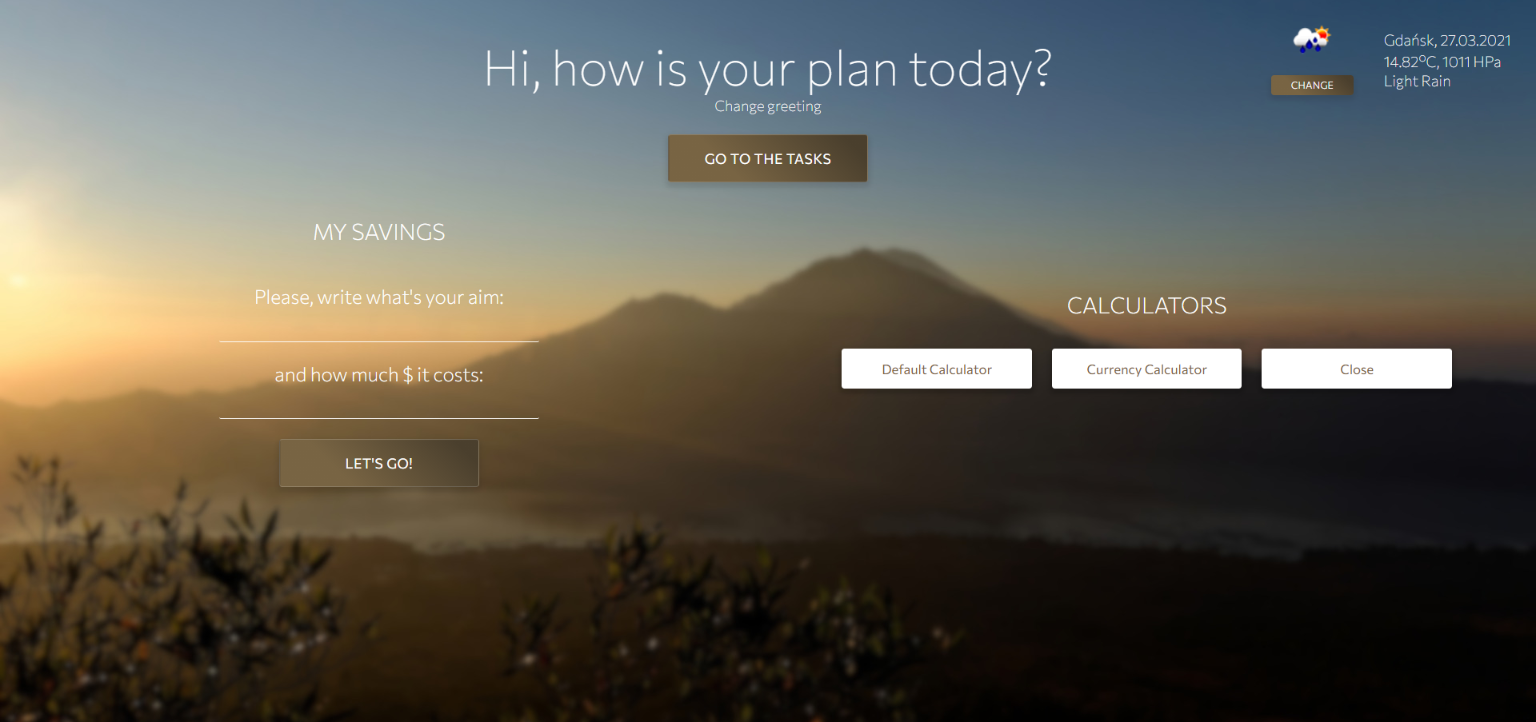 Hi, how is your plan today?
Change greeting
GO TO THE TASKS
CHANGE
Gdańsk, 27.03.2021
14.82°C, 1011 HPa
Light Rain
MY SAVINGS
Please, write what's your aim:
and how much $ it costs:
LET'S GO!
CALCULATORS
Default Calculator
Currency Calculator
Close